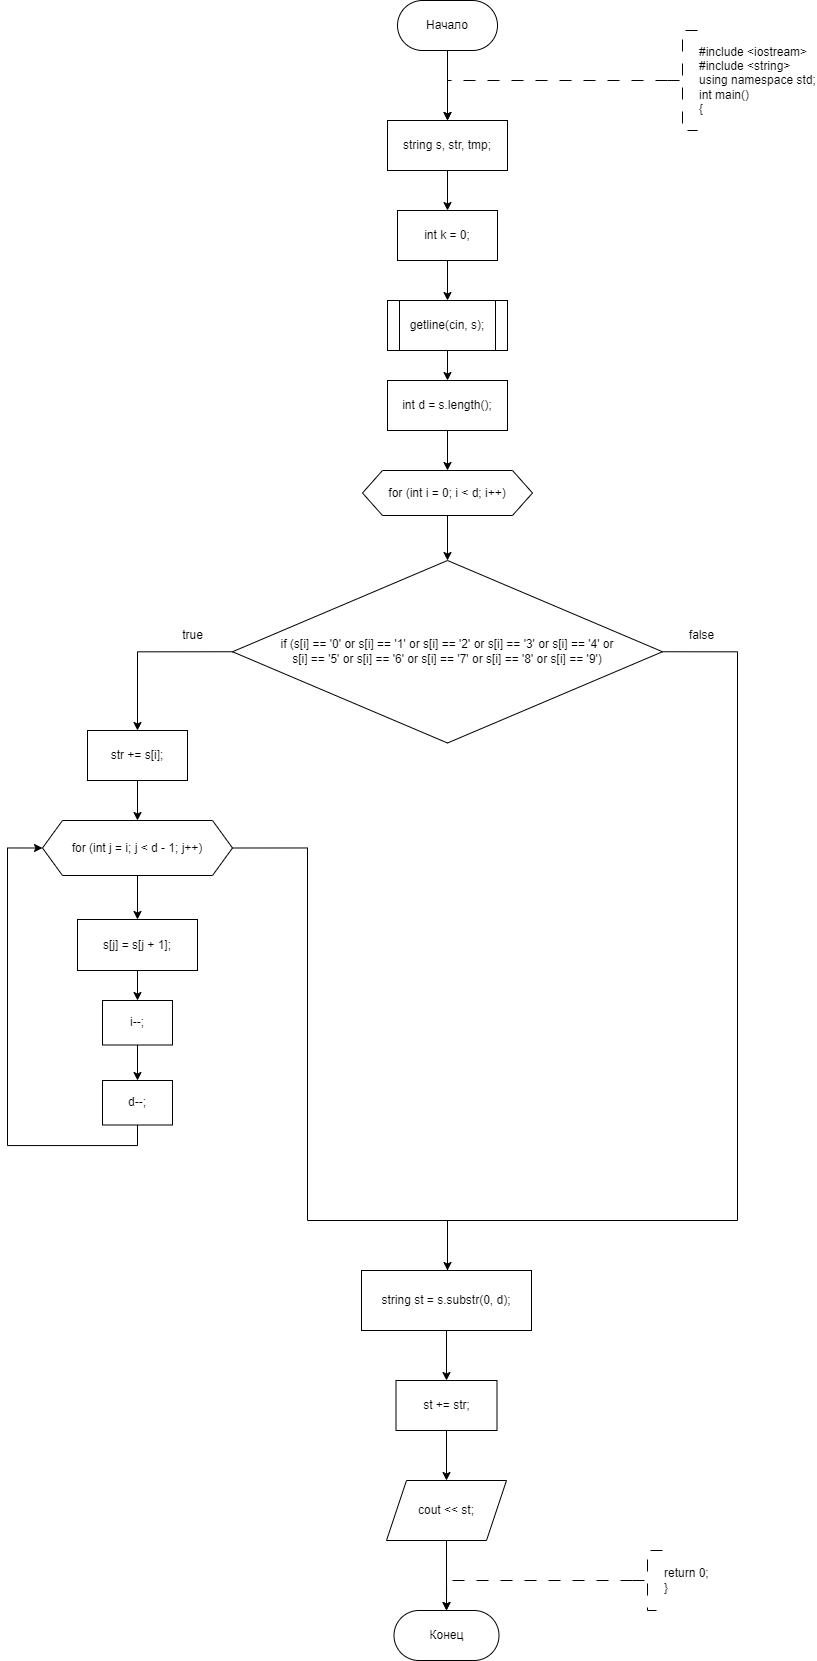 Начало
#include <iostream>
#include <string>
using namespace std;
int main()
{
string s, str, tmp;
int k = 0;
getline(cin, s);
int d = s.length();
for (int i = 0; i < d; i++)
true
false
if (s[i] == '0' or s[i] == '1' or s[i] == '2' or s[i] == '3' or s[i] == '4' or
s[i] == '5' or s[i] == '6' or s[i] == '7' or s[i] == '8' or s[i] == '9')
str += s[i];
for (int j = i; j < d - 1; j++)
s[j] = s[j + 1];
i--;
d--;
string st = s.substr(0, d);
st += str;
cout << st;
return 0;
}
Конец